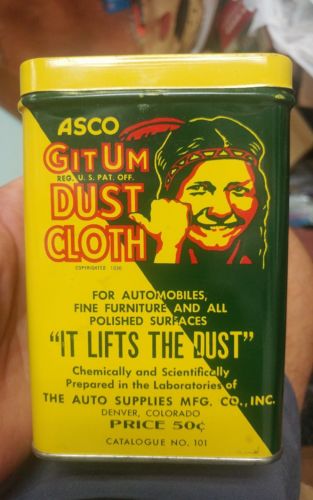 ASCO
GIT UM
REG. U. S. PAT. OFF.
DUST
CLOTH
COPYRIGHTED 1936
FOR AUTOMOBILES,
FINE FURNITURE AND ALL
POLISHED SURFACES
"IT LIFTS THE DUST"
Chemically and Scientifically
Prepared in the Laboratories of
THE AUTO SUPPLIES MFG. CO., INC.
DENVER, COLORADO
PRICE 50¢
CATALOGUE NO. 101